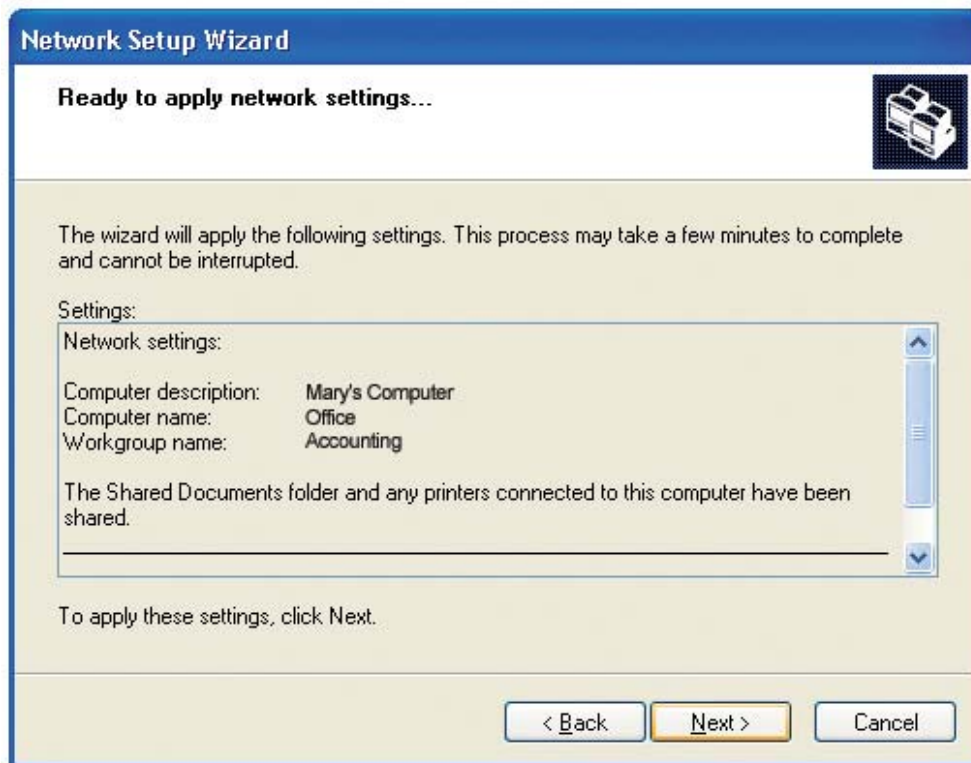 Network Setup Wizard
Ready to apply network settings...
The wizard will apply the following settings. This process may take a few minutes to complete
and cannot be interrupted.
Settings:
Network settings:
Computer description: Mary's Computer
Computer name: Office
Workgroup name: Accounting
The Shared Documents folder and any printers connected to this computer have been
shared.
To apply these settings, click Next.
< Back Next > Cancel